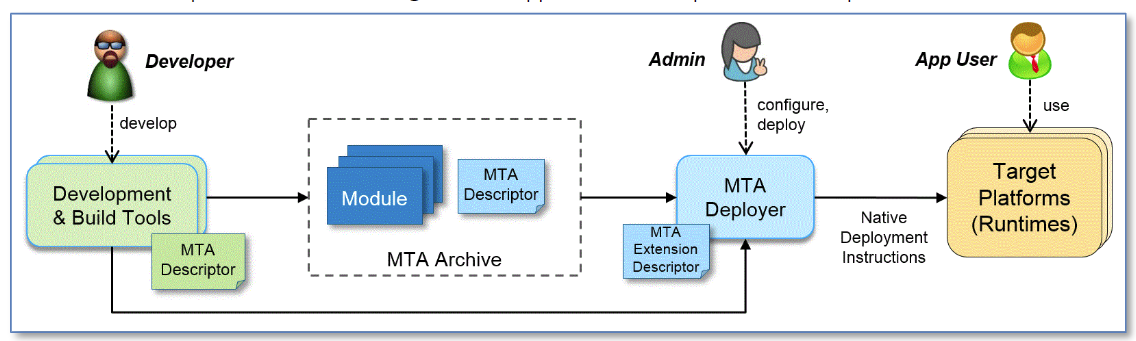 Developer
Admin
App User
develop
configure,
deploy
use
Development
& Build Tools
MTA
Descriptor
Module
MTA
Descriptor
MTA Archive
MTA
Deployer
MTA
Extension
Descriptor
Native
Deployment
Instructions
Target
Platforms
(Runtimes)